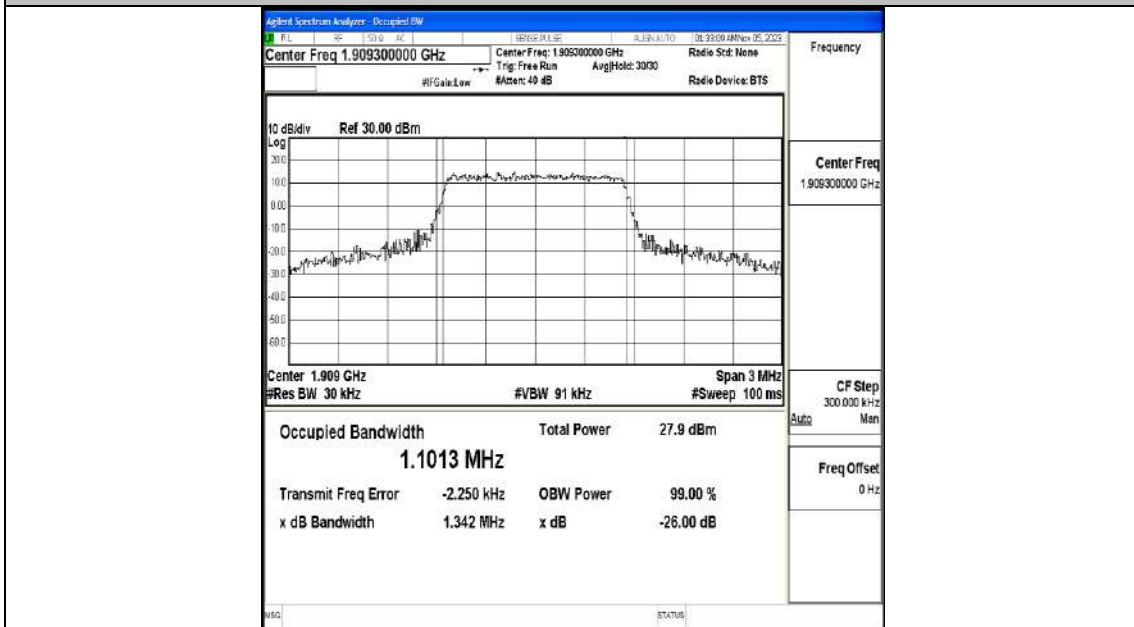 Agilent Spectrum Analyzer - Occupied BW
RL RF 50 Ω AC SENSE:PULSE ALIGN AUTO 01:33:09 AM Nov 05, 2023
Center Freq 1.909300000 GHz
Center Freq: 1.909300000 GHz
Radio Std: None
Trig: Free Run Avg|Hold: 30/30
#IFGain:Low #Atten: 40 dB Radio Device: BTS
Frequency
10 dB/div Ref 30.00 dBm
Log
20.0
10.0
0.00
-10.0
-20.0
-30.0
-40.0
-50.0
-60.0
Center 1.909 GHz Span 3 MHz
#Res BW 30 kHz #VBW 91 kHz #Sweep 100 ms
Occupied Bandwidth Total Power 27.9 dBm
1.1013 MHz
Transmit Freq Error -2.250 kHz OBW Power 99.00 %
x dB Bandwidth 1.342 MHz x dB -26.00 dB
Center Freq
1.909300000 GHz
CF Step
300.000 kHz
Auto Man
Freq Offset
0 Hz
MSG STATUS